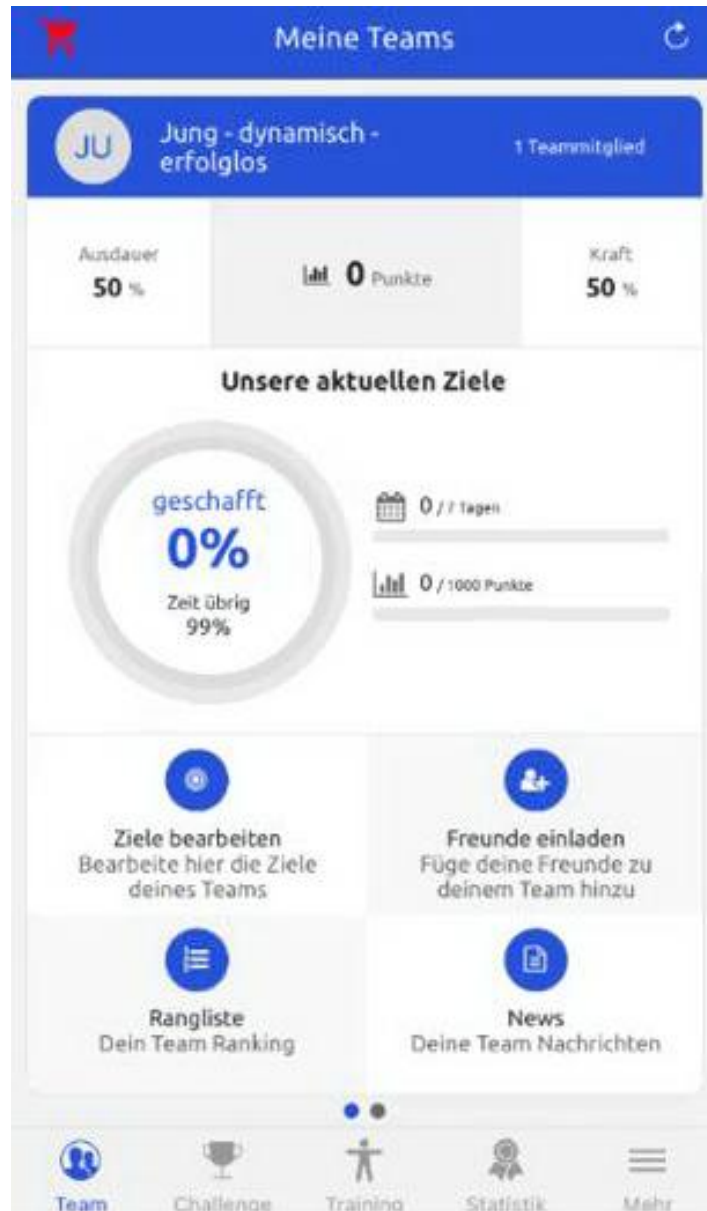 Meine Teams
JU
Jung - dynamisch -
erfolglos
1 Teammitglied
Ausdauer
50 %
0 Punkte
Kraft
50 %
Unsere aktuellen Ziele
geschafft
0%
Zeit übrig
99%
0 / 7 Tagen
0 / 1000 Punkte
Ziele bearbeiten
Bearbeite hier die Ziele
deines Teams
Freunde einladen
Füge deine Freunde zu
deinem Team hinzu
Rangliste
Dein Team Ranking
News
Deine Team Nachrichten
Team
Challenge
Training
Statistik
Mehr